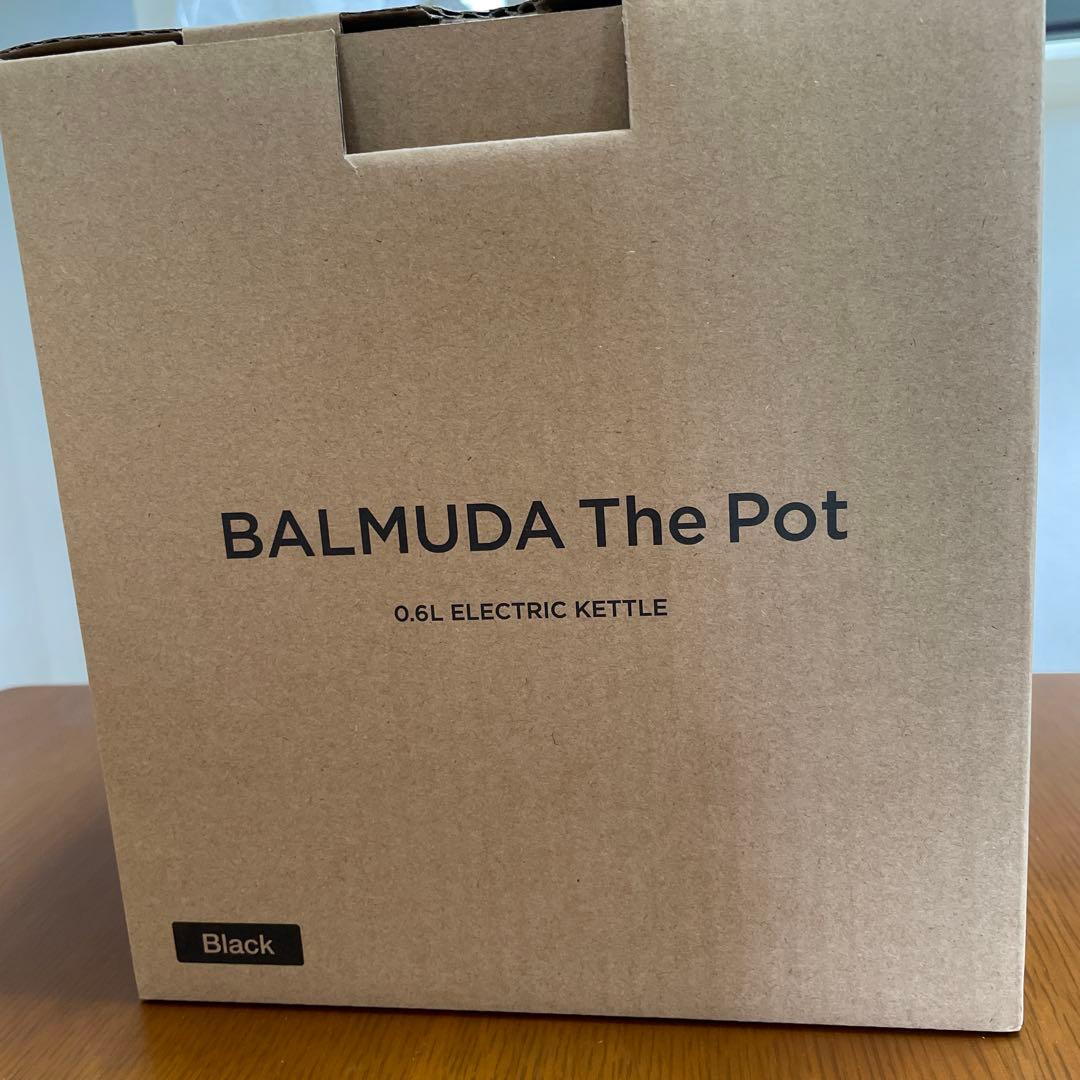 BALMUDA The Pot
0.6L ELECTRIC KETTLE
Black